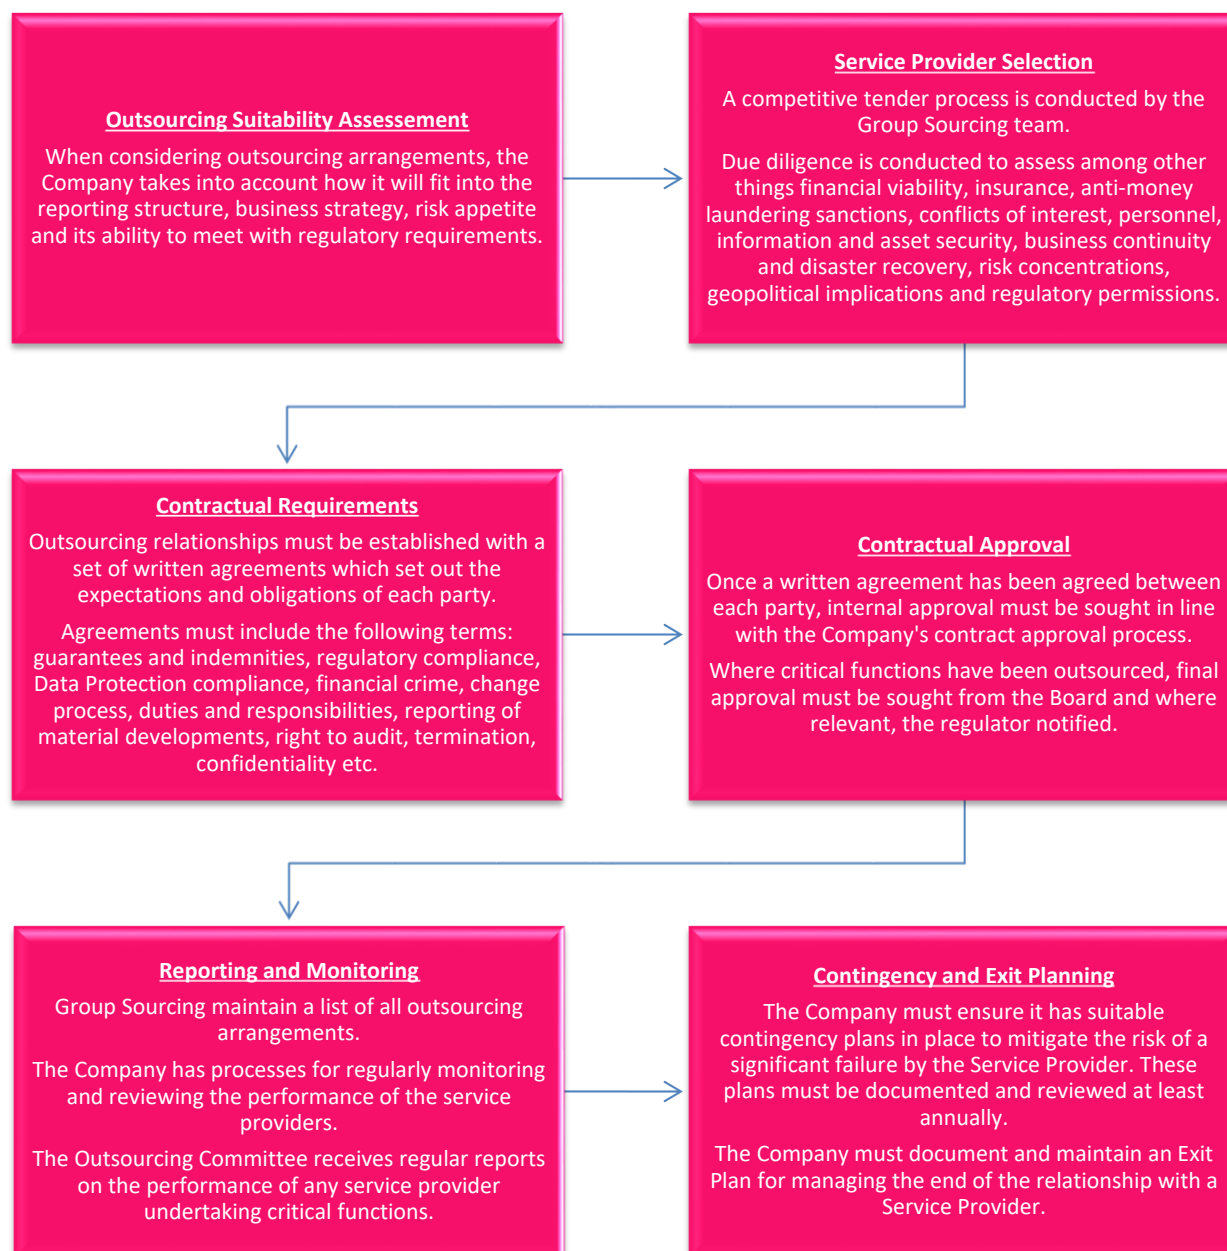 Outsourcing Suitability Assessement
When considering outsourcing arrangements, the
Company takes into account how it will fit into the
reporting structure, business strategy, risk appetite
and its ability to meet with regulatory requirements.
Service Provider Selection
A competitive tender process is conducted by the
Group Sourcing team.
Due diligence is conducted to assess among other
things financial viability, insurance, anti-money
laundering sanctions, conflicts of interest, personnel,
information and asset security, business continuity
and disaster recovery, risk concentrations,
geopolitical implications and regulatory permissions.
Contractual Requirements
Outsourcing relationships must be established with a
set of written agreements which set out the
expectations and obligations of each party.
Agreements must include the following terms:
guarantees and indemnities, regulatory compliance,
Data Protection compliance, financial crime, change
process, duties and responsibilities, reporting of
material developments, right to audit, termination,
confidentiality etc.
Contractual Approval
Once a written agreement has been agreed between
each party, internal approval must be sought in line
with the Company's contract approval process.
Where critical functions have been outsourced, final
approval must be sought from the Board and where
relevant, the regulator notified.
Reporting and Monitoring
Group Sourcing maintain a list of all outsourcing
arrangements.
The Company has processes for regularly monitoring
and reviewing the performance of the service
providers.
The Outsourcing Committee receives regular reports
on the performance of any service provider
undertaking critical functions.
Contingency and Exit Planning
The Company must ensure it has suitable
contingency plans in place to mitigate the risk of a
significant failure by the Service Provider. These
plans must be documented and reviewed at least
annually.
The Company must document and maintain an Exit
Plan for managing the end of the relationship with a
Service Provider.